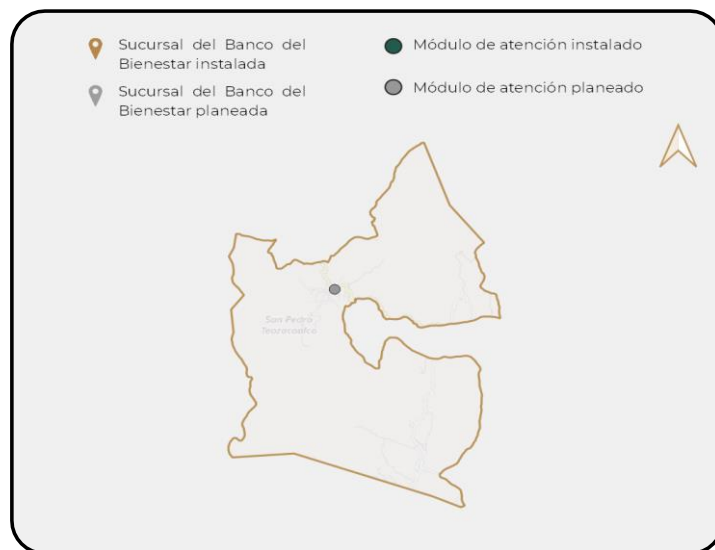 Sucursal del Banco del
Bienestar instalada
Sucursal del Banco del
Bienestar planeada
Módulo de atención instalado
Módulo de atención planeado
San Pedro